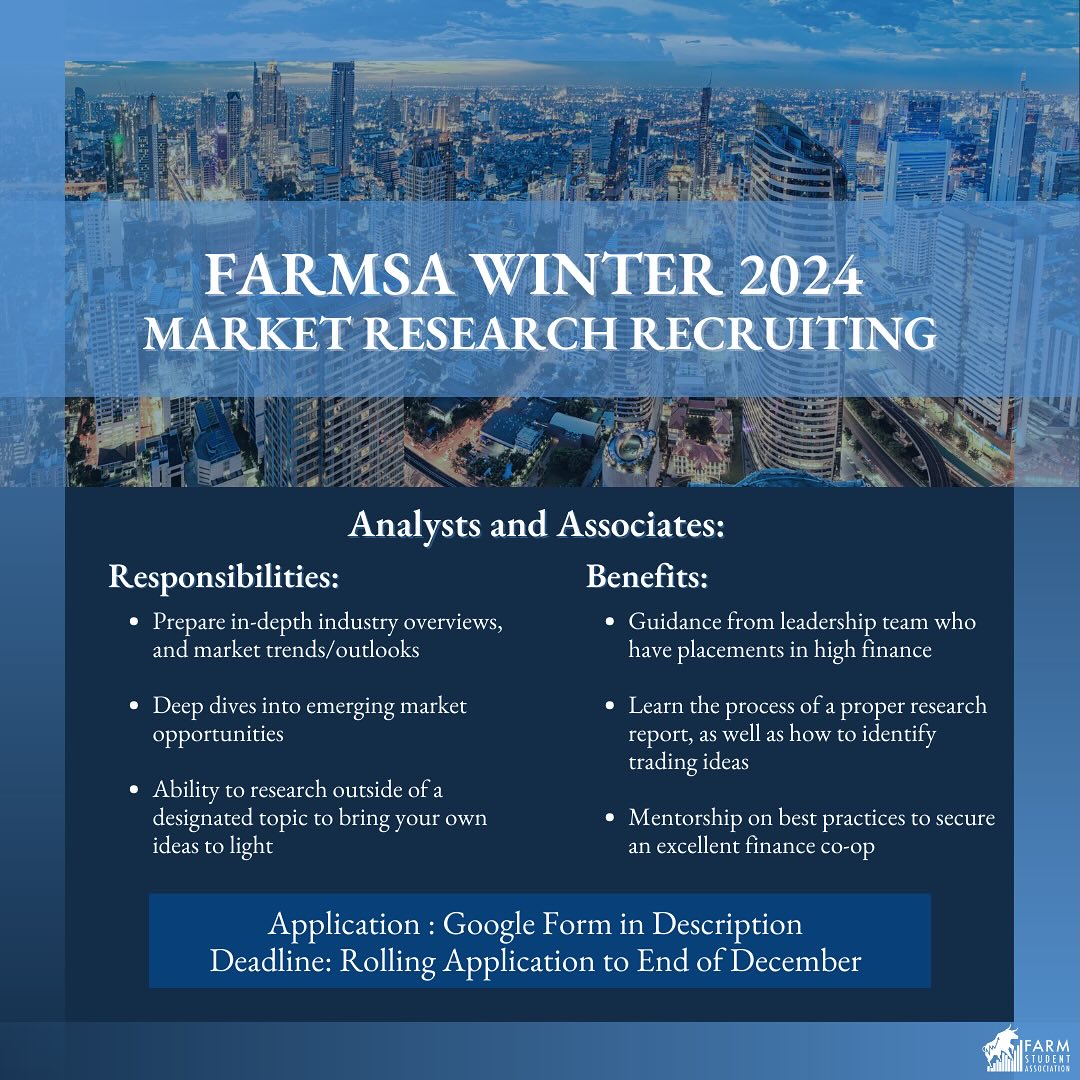 FARMSA WINTER 2024
MARKET RESEARCH RECRUITING
Analysts and Associates:
Responsibilities:
• Prepare in-depth industry overviews,
and market trends/outlooks
• Deep dives into emerging market
opportunities
• Ability to research outside of a
designated topic to bring your own
ideas to light
Benefits:
• Guidance from leadership team who
have placements in high finance
• Learn the process of a proper research
report, as well as how to identify
trading ideas
• Mentorship on best practices to secure
an excellent finance co-op
Application : Google Form in Description
Deadline: Rolling Application to End of December
FARM
STUDENT
ASSOCIATION